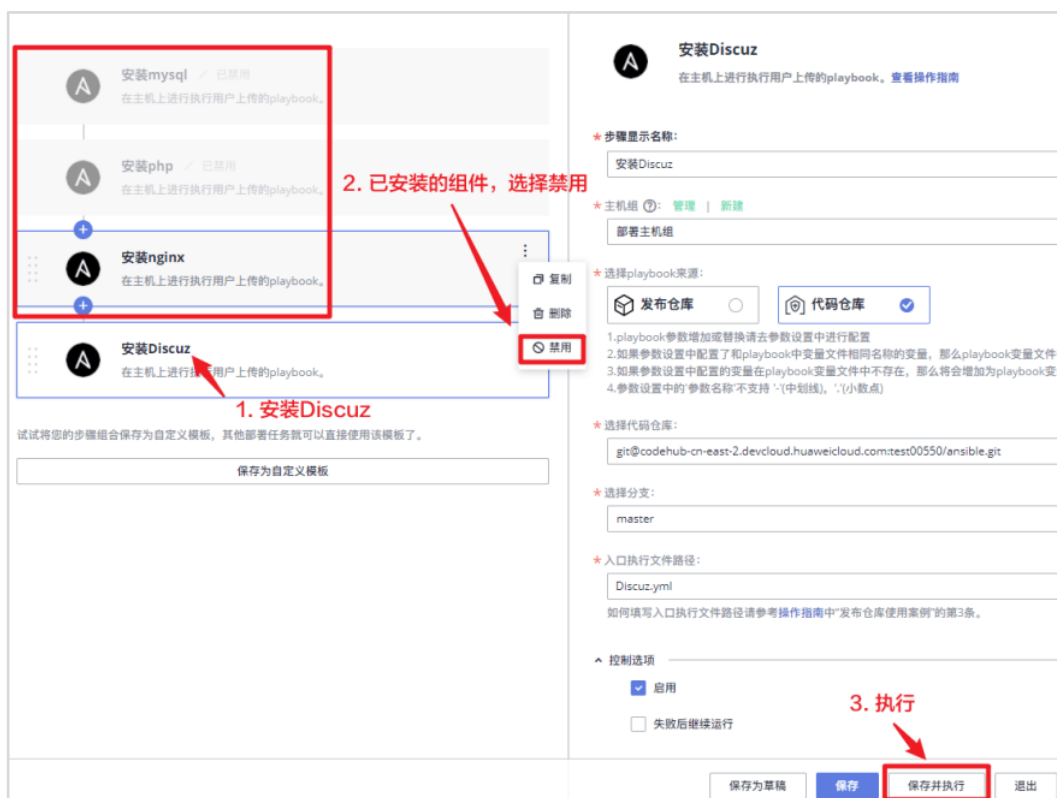 安装mysql 已禁用
在主机上进行执行用户上传的playbook。
安装php 已禁用
在主机上进行执行用户上传的playbook。
2. 已安装的组件，选择禁用
安装nginx
在主机上进行执行用户上传的playbook。
复制
删除
禁用
安装Discuz
在主机上进行执行用户上传的playbook。
1. 安装Discuz
试试将您的步骤组合保存为自定义模板，其他部署任务就可以直接使用该模板了。
保存为自定义模板
安装Discuz
在主机上进行执行用户上传的playbook。查看操作指南
*步骤显示名称：
安装Discuz
*主机组 ?： 管理 | 新建
部署主机组
*选择playbook来源：
发布仓库 代码仓库
1.playbook参数增加或替换请去参数设置中进行配置
2.如果参数设置中配置了和playbook中变量文件相同名称的变量，那么playbook变量文件
3.如果参数设置中配置的变量在playbook变量文件中不存在，那么将会增加为playbook变
4.参数设置中的'参数名称'不支持 '-'(中划线)，'.'(小数点)
*选择代码仓库：
git@codehub-cn-east-2.devcloud.huaweicloud.com:test00550/ansible.git
*选择分支：
master
*入口执行文件路径：
Discuz.yml
如何填写入口执行文件路径请参考操作指南中“发布仓库使用案例”的第3条。
控制选项
启用
失败后继续运行
3. 执行
保存为草稿 保存 保存并执行 退出